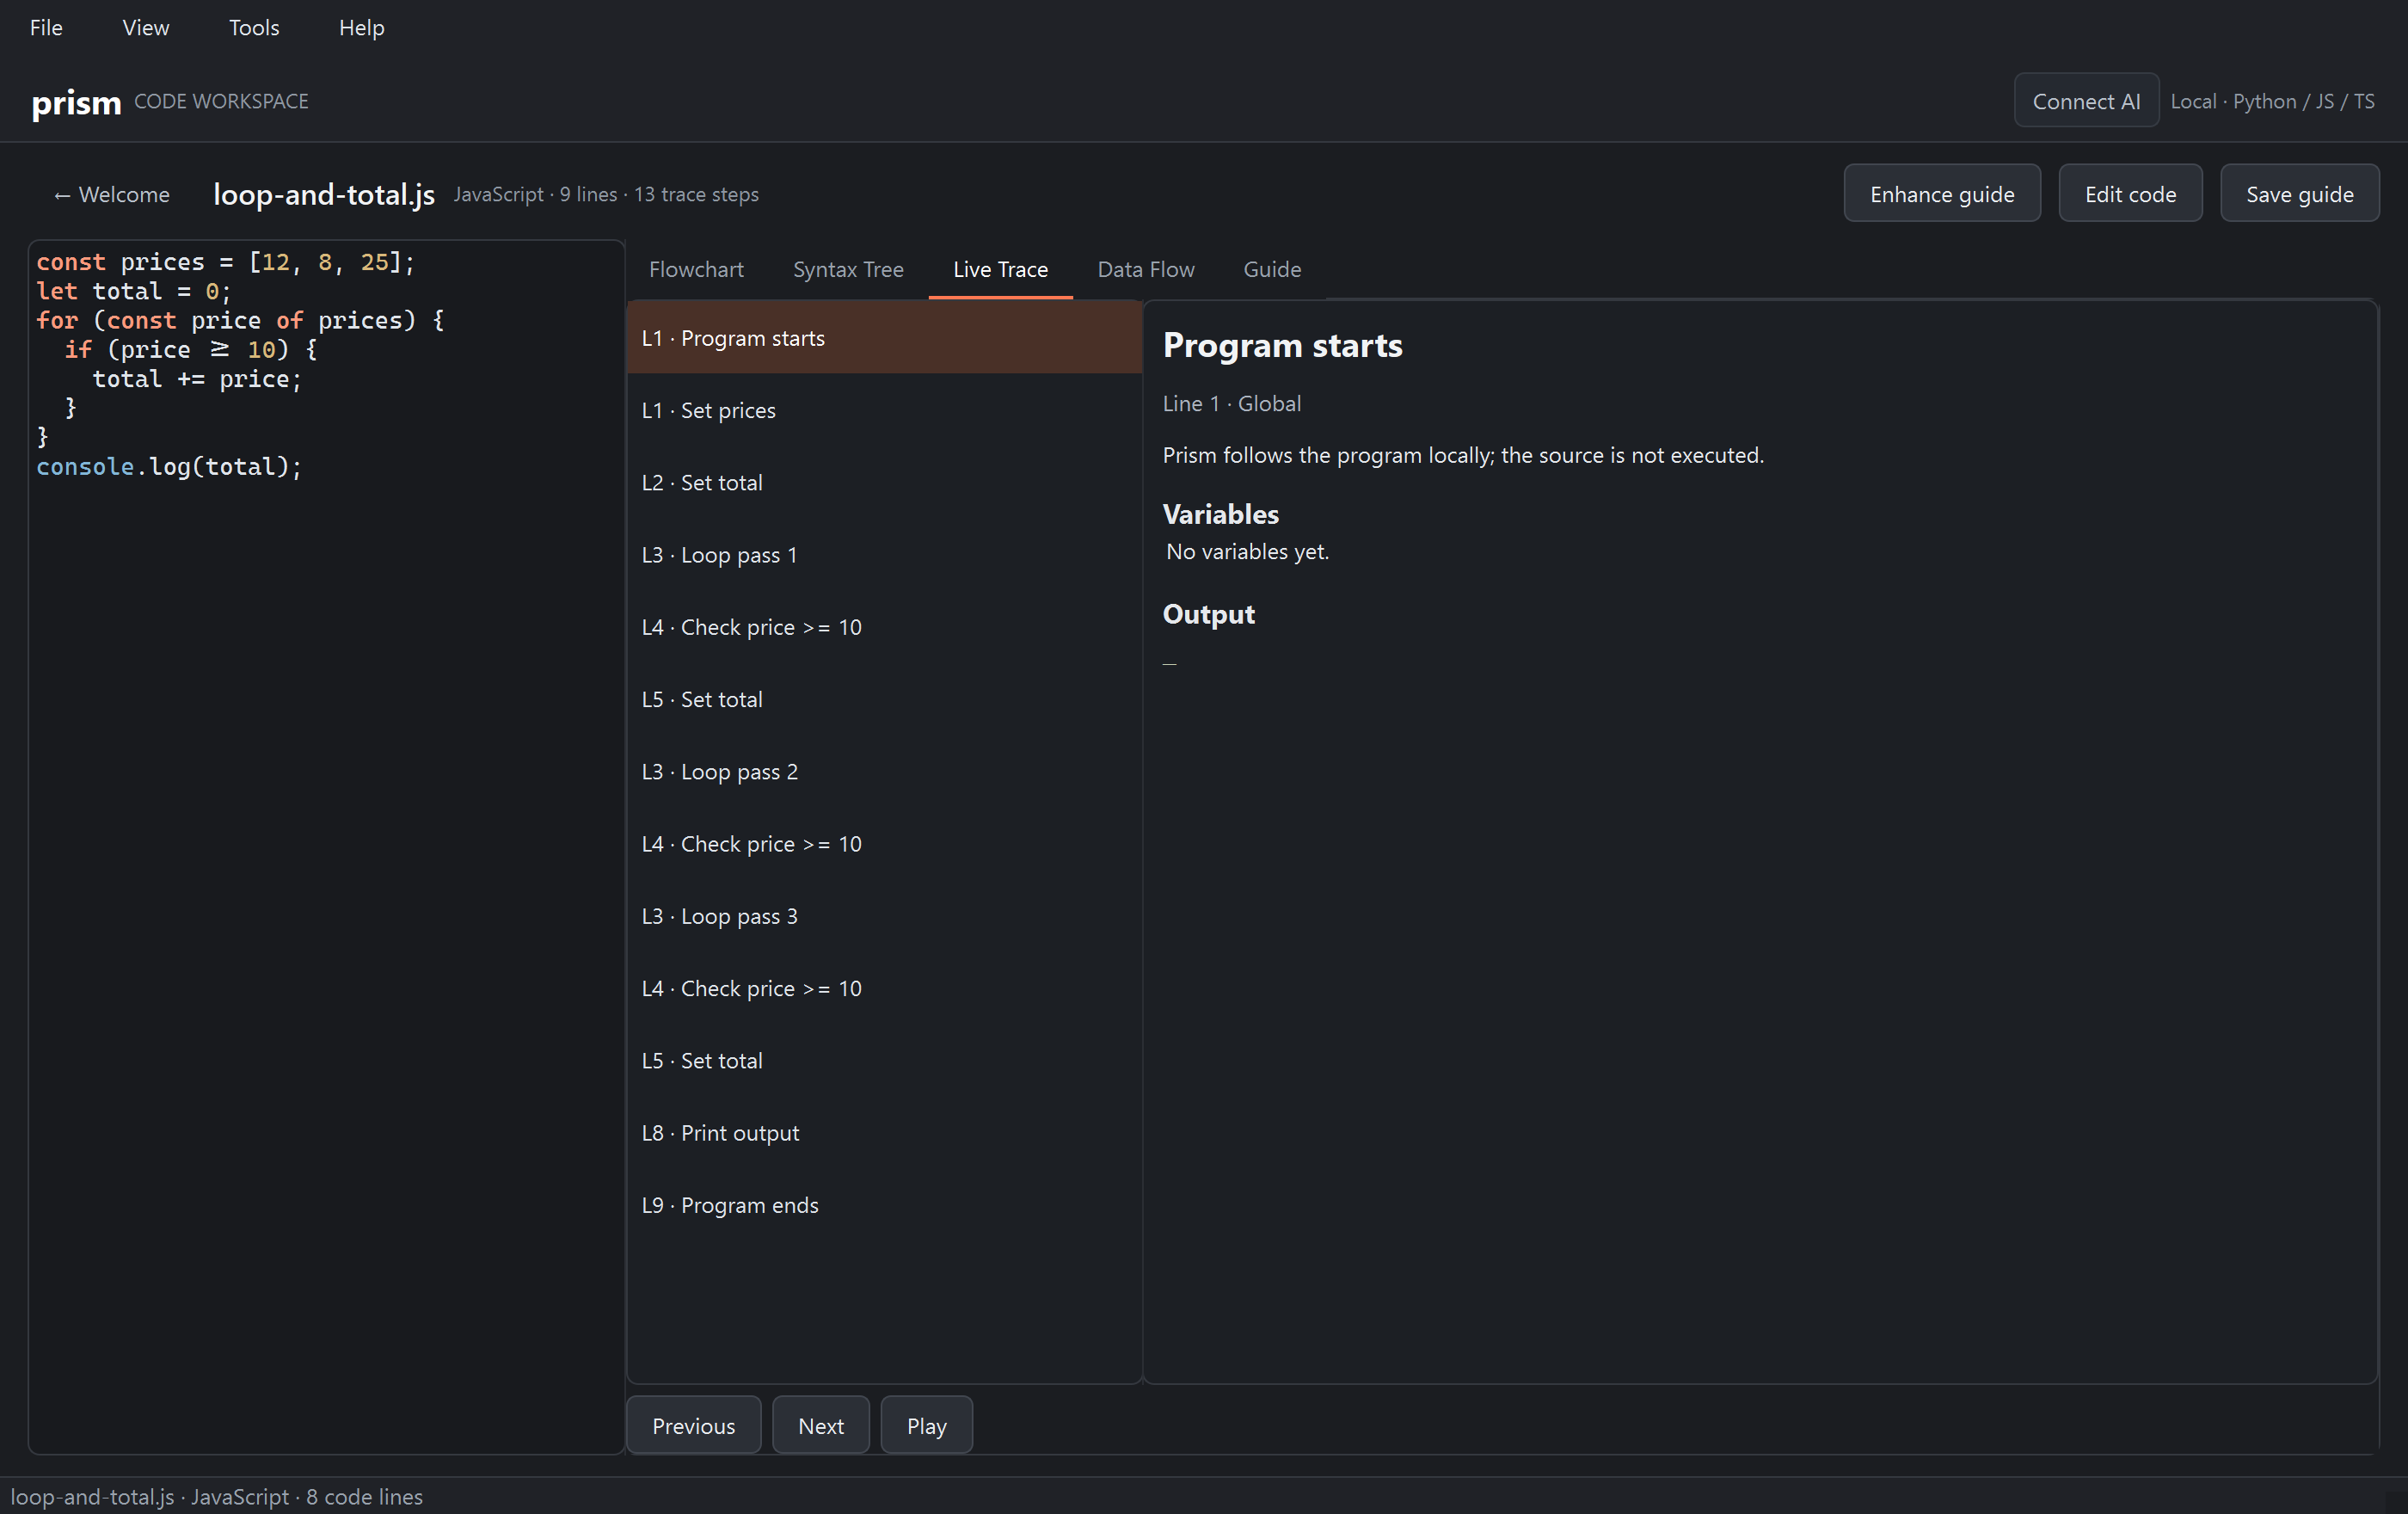 File View Tools Help
prism CODE WORKSPACE
Connect AI Local · Python / JS / TS
← Welcome loop-and-total.js JavaScript · 9 lines · 13 trace steps
Enhance guide Edit code Save guide
const prices = [12, 8, 25];
let total = 0;
for (const price of prices) {
  if (price ≥ 10) {
    total += price;
  }
}
console.log(total);
Flowchart Syntax Tree Live Trace Data Flow Guide
L1 · Program starts
L1 · Set prices
L2 · Set total
L3 · Loop pass 1
L4 · Check price >= 10
L5 · Set total
L3 · Loop pass 2
L4 · Check price >= 10
L3 · Loop pass 3
L4 · Check price >= 10
L5 · Set total
L8 · Print output
L9 · Program ends
Program starts
Line 1 · Global
Prism follows the program locally; the source is not executed.
Variables
No variables yet.
Output
—
Previous Next Play
loop-and-total.js · JavaScript · 8 code lines